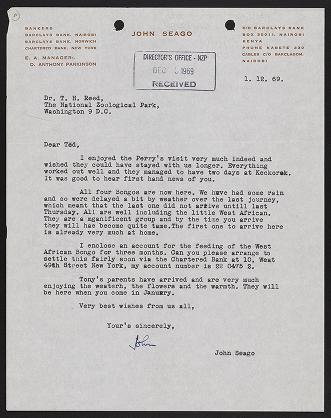 BANKERS
BARCLAYS BANK, NAIROBI
BARCLAYS BANK, NORWICH
CHARTERED BANK, NEW YORK
E. A. MANAGER:
D. ANTHONY PARKINSON
JOHN SEAGO
C/O BARCLAYS BANK
BOX 30011, NAIROBI
KENYA
PHONE KABETE 230
CABLES C/O BARCLADOM,
NAIROBI
DIRECTOR'S OFFICE - NZP
DEC 1969
RECEIVED
1. 12. 69.
Dr. T. H. Reed,
The National Zoological Park,
Washington 9 D.C.
Dear Ted,
I enjoyed the Perry's visit very much indeed and
wished they could have stayed with us longer. Everything
worked out well and they managed to have two days at Keekorok.
It was good to hear first hand news of you.
All four Bongos are now here. We have had some rain
and so were delayed a bit by weather over the last journey,
which meant that the last one did not arrive untill last
Thursday. All are well including the little West African.
They are a magnificent group and by the time you arrive
they will have become quite tame. The first one to arrive here
is already very much at home.
I enclose an account for the feeding of the West
African Bongo for three months. Can you please arrange to
settle this fairly soon via the Chartered Bank at 10, West
49th Street New York, my account number is 22 0475 2.
Tony's parents have arrived and are very much
enjoying the weather, the flowers and the warmth. They will
be here when you come in January.
Very best wishes from us all,
Your's sincerely,
John
John Seago